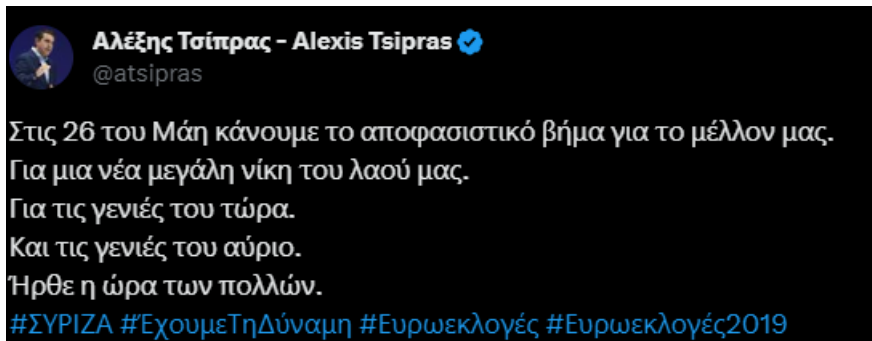 Αλέξης Τσίπρας - Alexis Tsipras
@atsipras
Στις 26 του Μάη κάνουμε το αποφασιστικό βήμα για το μέλλον μας.
Για μια νέα μεγάλη νίκη του λαού μας.
Για τις γενιές του τώρα.
Και τις γενιές του αύριο.
Ήρθε η ώρα των πολλών.
#ΣΥΡΙΖΑ #ΈχουμεΤηΔύναμη #Ευρωεκλογές #Ευρωεκλογές2019